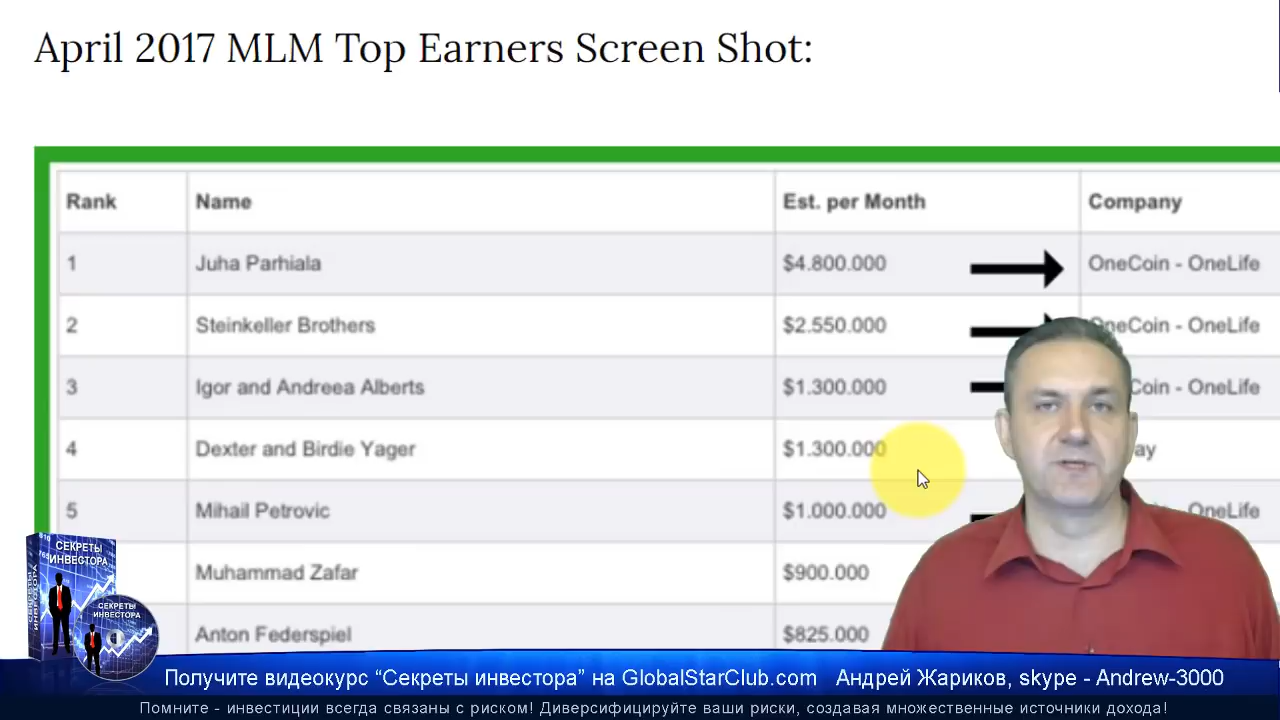 April 2017 MLM Top Earners Screen Shot:
Rank Name Est. per Month Company
1 Juha Parhiala $4.800.000 OneCoin - OneLife
2 Steinkeller Brothers $2.550.000 OneCoin - OneLife
3 Igor and Andreea Alberts $1.300.000 Coin - OneLife
4 Dexter and Birdie Yager $1.300.000 ay
5 Mihail Petrovic $1.000.000 OneLife
Muhammad Zafar $900.000
Anton Federspiel $825.000
СЕКРЕТЫ
ИНВЕСТОРА
СЕКРЕТЫ
ИНВЕСТОРА
Получите видеокурс “Секреты инвестора” на GlobalStarClub.com Андрей Жариков, skype - Andrew-3000
Помните - инвестиции всегда связаны с риском! Диверсифицируйте ваши риски, создавая множественные источники дохода!